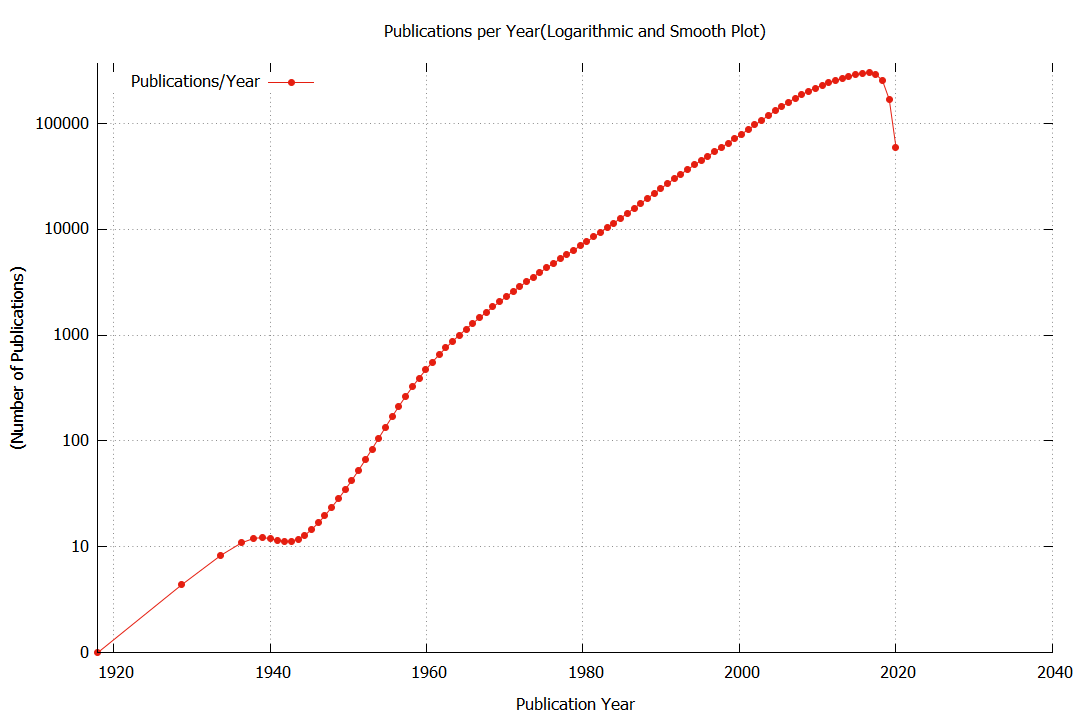 Publications per Year(Logarithmic and Smooth Plot)
Publications/Year
100000
10000
1000
100
10
0
(Number of Publications)
1920 1940 1960 1980 2000 2020 2040
Publication Year